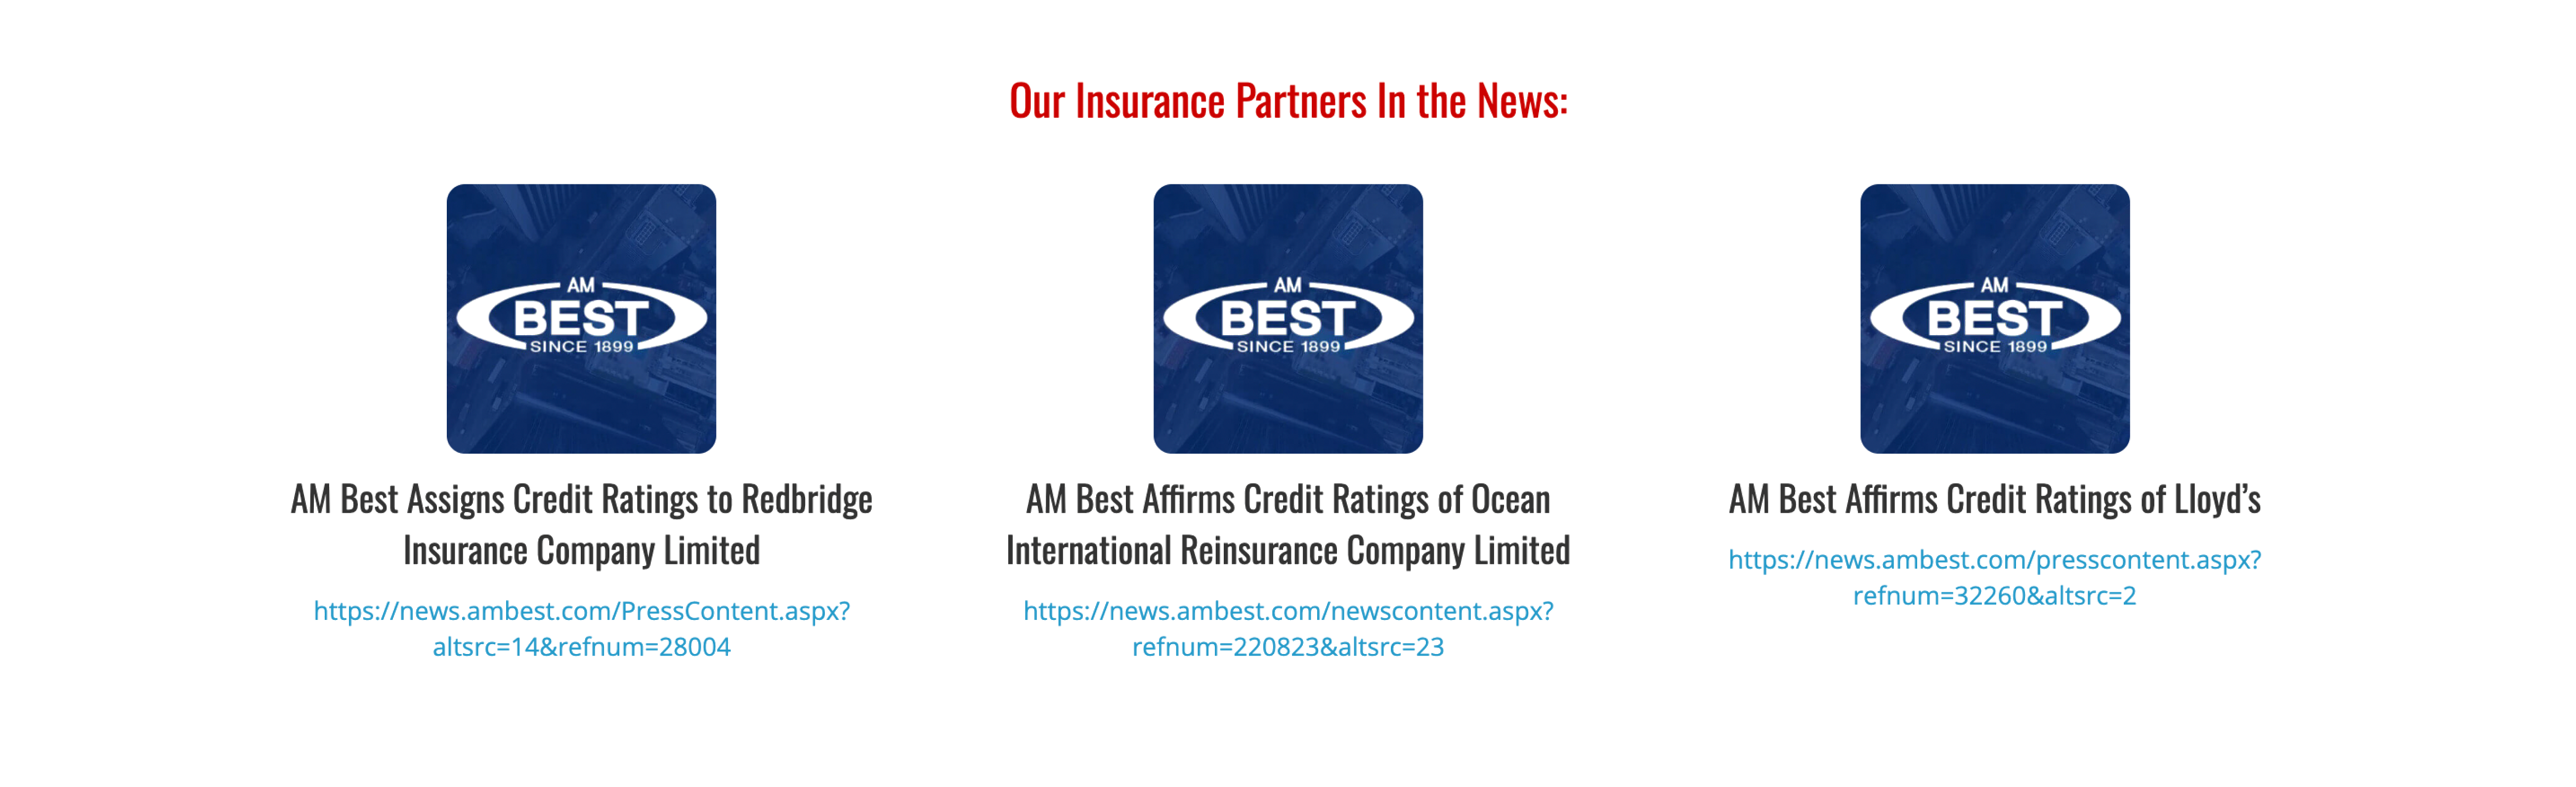 Our Insurance Partners In the News:
AM
BEST
SINCE 1899
AM Best Assigns Credit Ratings to Redbridge
Insurance Company Limited
https://news.ambest.com/PressContent.aspx?
altsrc=14&refnum=28004
AM
BEST
SINCE 1899
AM Best Affirms Credit Ratings of Ocean
International Reinsurance Company Limited
https://news.ambest.com/newscontent.aspx?
refnum=220823&altsrc=23
AM
BEST
SINCE 1899
AM Best Affirms Credit Ratings of Lloyd’s
https://news.ambest.com/presscontent.aspx?
refnum=32260&altsrc=2